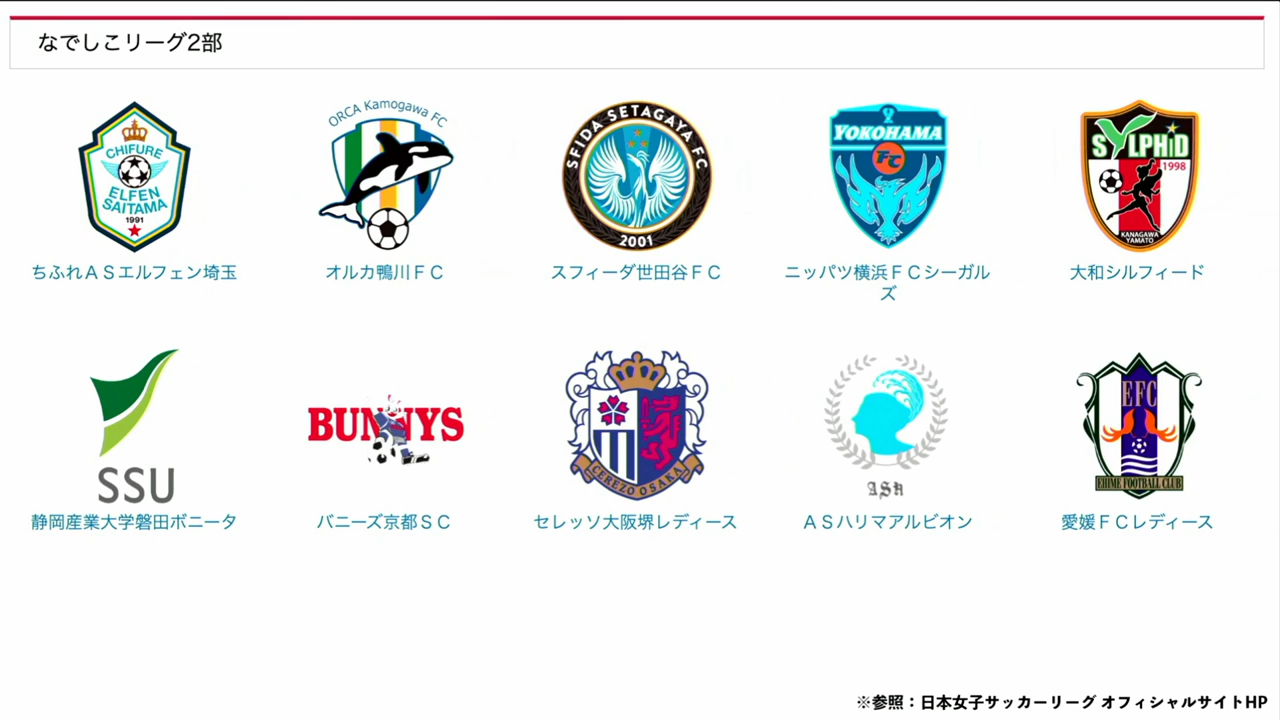 なでしこリーグ2部
CHIFURE
ELFEN
SAITAMA
1991
ORCA Kamogawa FC
SFIDA SETAGAYA FC
2001
YOKOHAMA
FC
SYLPHiD
1998
KANAGAWA
YAMATO
ちふれＡＳエルフェン埼玉
オルカ鴨川ＦＣ
スフィーダ世田谷ＦＣ
ニッパツ横浜ＦＣシーガル
ズ
大和シルフィード
SSU
BUNNYS
CEREZO OSAKA
ASH
EFC
EHIME FOOTBALL CLUB
静岡産業大学磐田ボニータ
バニーズ京都ＳＣ
セレッソ大阪堺レディース
ＡＳハリマアルビオン
愛媛ＦＣレディース
※参照：日本女子サッカーリーグ オフィシャルサイトHP